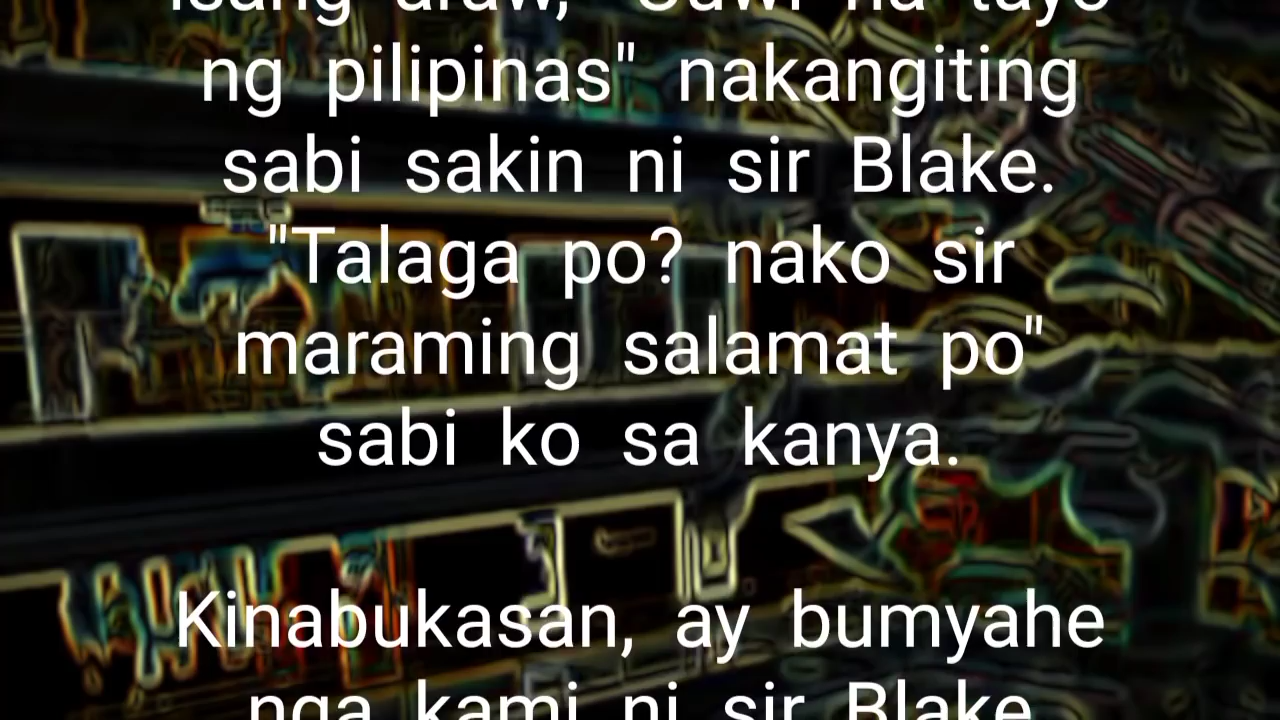 isang araw, "Uuwi na tayo
ng pilipinas" nakangiting
sabi sakin ni sir Blake.
"Talaga po? nako sir
maraming salamat po"
sabi ko sa kanya.
Kinabukasan, ay bumyahe
nga kami ni sir Blake